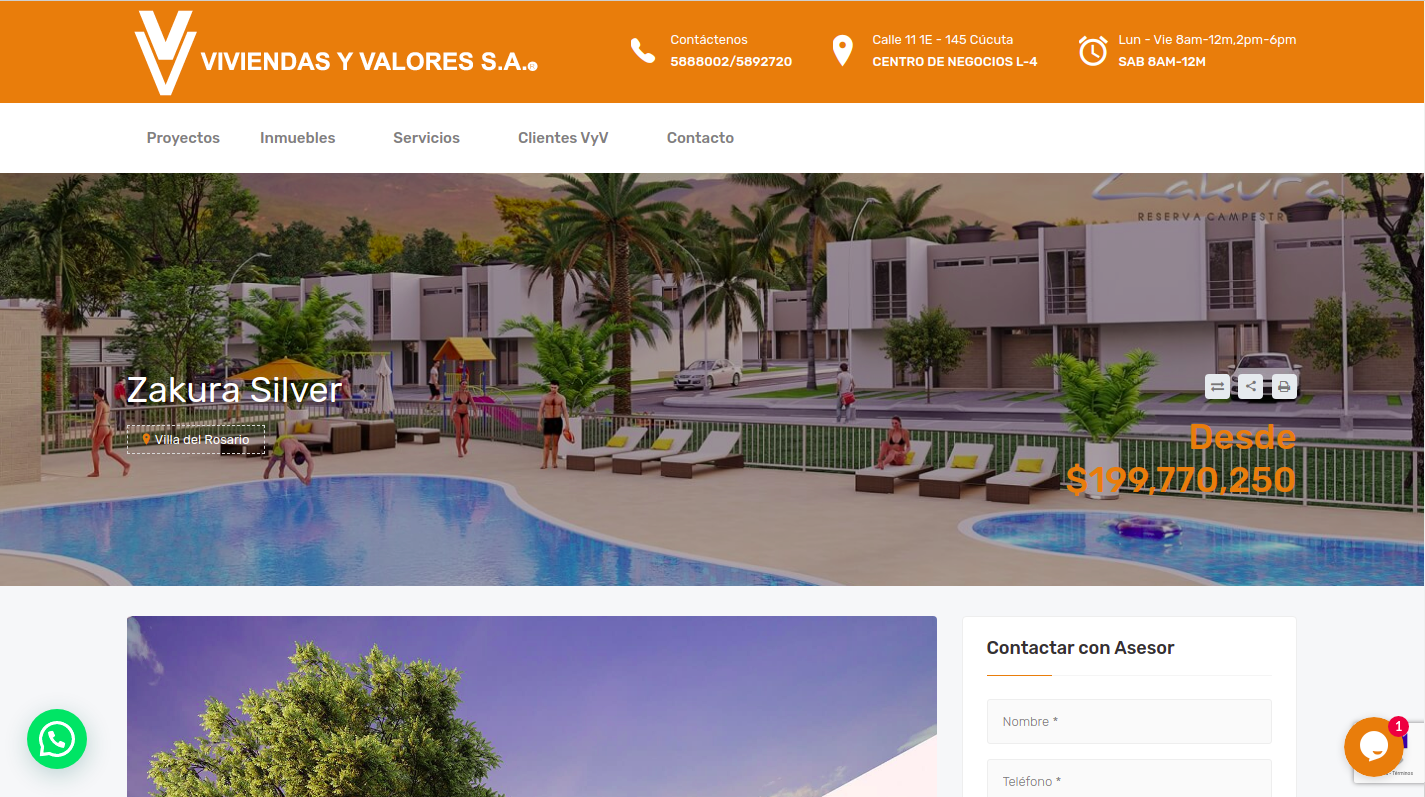 VIVIENDAS Y VALORES S.A.
Contáctenos
5888002/5892720
Calle 11 1E - 145 Cúcuta
CENTRO DE NEGOCIOS L-4
Lun - Vie 8am-12m,2pm-6pm
SAB 8AM-12M
Proyectos
Inmuebles
Servicios
Clientes VyV
Contacto
Zakura
RESERVA CAMPESTR
Zakura Silver
Villa del Rosario
Desde
$199,770,250
Contactar con Asesor
Nombre *
Teléfono *
1
- Términos